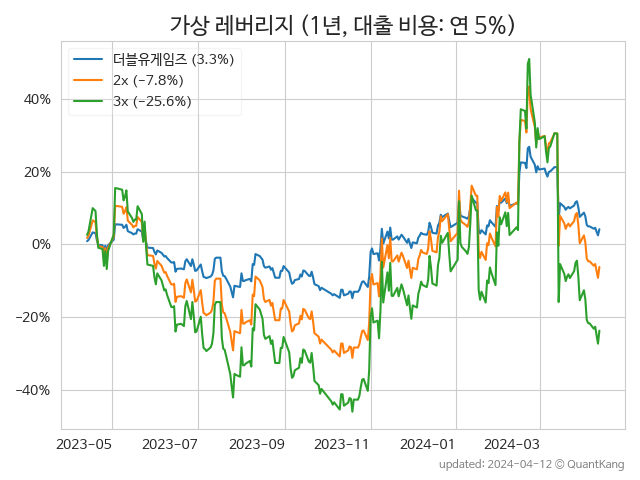 가상 레버리지 (1년, 대출 비용: 연 5%)
더블유게임즈 (3.3%)
2x (−7.8%)
3x (−25.6%)
40%
20%
0%
−20%
−40%
2023-05 2023-07 2023-09 2023-11 2024-01 2024-03
updated: 2024-04-12 © QuantKang